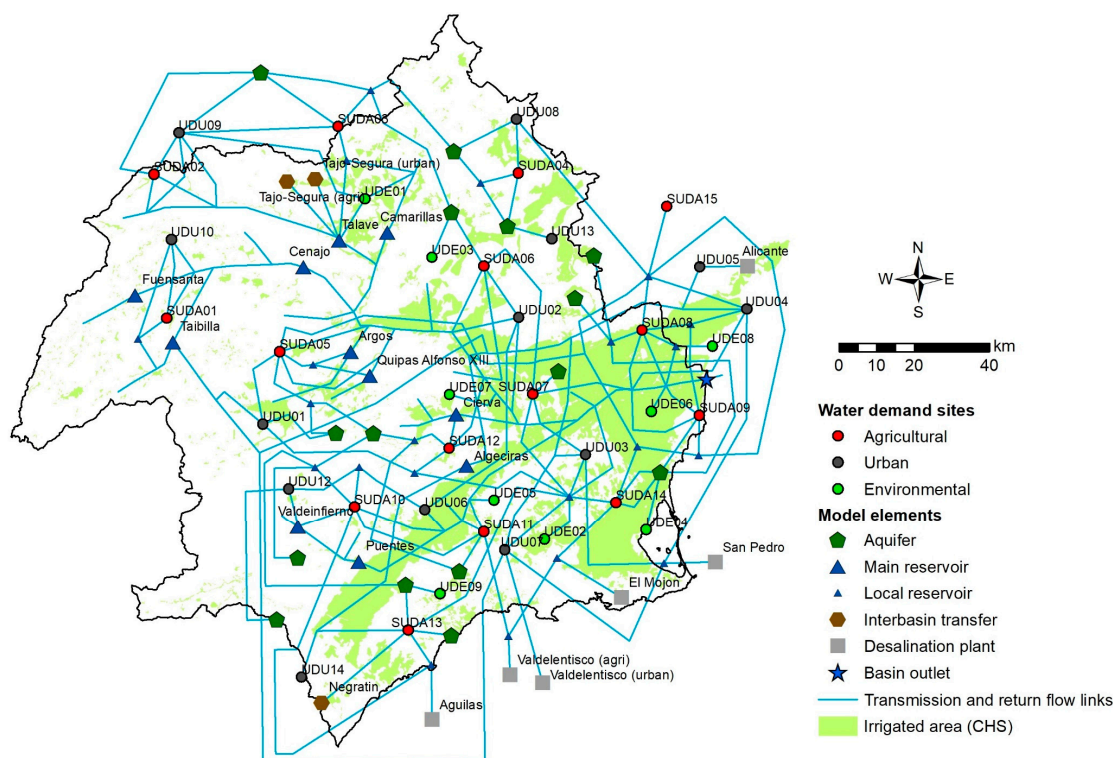 UDU08
UDU09
SUDA03
SUDA02
Tajo-Segura (urban)
SUDA04
Tajo-Segura (agri)
UDE01
SUDA15
Camarillas
Talave
UDU10
UDU13
Cenajo
UDE03
SUDA06
UDU05
Alicante
Fuensanta
SUDA01
Taibilla
UDU02
UDU04
SUDA08
SUDA05
Argos
UDE08
Quipas Alfonso XIII
UDE07
SUDA07
Cierva
UDE06
SUDA09
UDU01
SUDA12
Algeciras
UDU03
UDU12
SUDA10
UDU06
UDE05
SUDA14
Valdeinfierno
SUDA11
UDE02
UDE04
UDU07
Puentes
San Pedro
El Mojon
UDE09
SUDA13
Valdelentisco (agri)
Valdelentisco (urban)
UDU14
Negratin
Aguilas
N
W
E
S
km
0 10 20 40
Water demand sites
Agricultural
Urban
Environmental
Model elements
Aquifer
Main reservoir
Local reservoir
Interbasin transfer
Desalination plant
Basin outlet
Transmission and return flow links
Irrigated area (CHS)